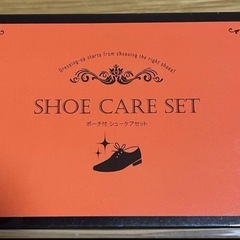 Dressing-up starts from choosing the right shoes!
SHOE CARE SET
ポーチ付 シューケアセット